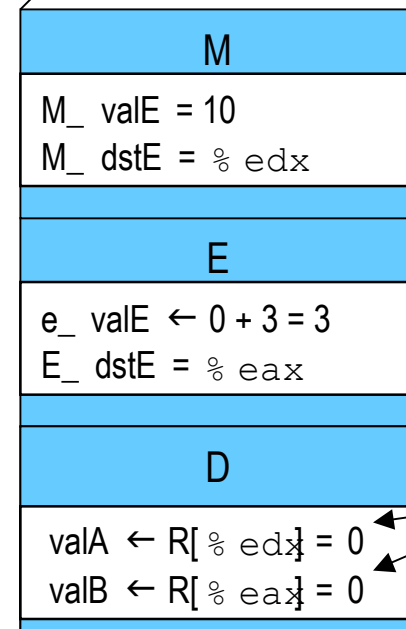 M
M_ valE = 10
M_ dstE = % edx
E
e_ valE ← 0 + 3 = 3
E_ dstE = % eax
D
valA ← R[ % edx] = 0
valB ← R[ % eax] = 0